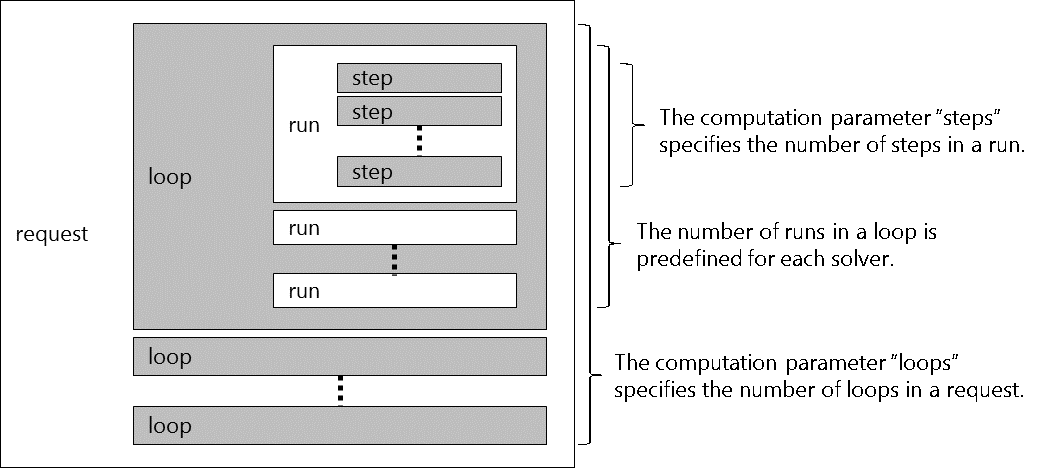 request
loop
run
step
step
step
run
run
loop
loop
The computation parameter "steps"
specifies the number of steps in a run.
The number of runs in a loop is
predefined for each solver.
The computation parameter "loops"
specifies the number of loops in a request.